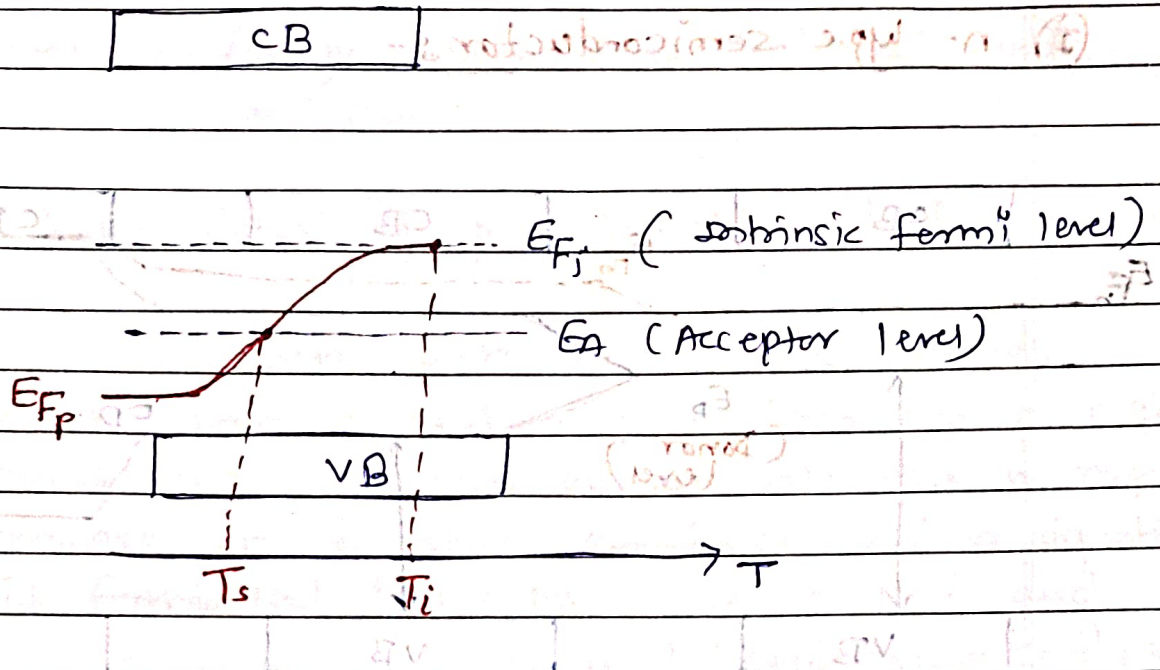 CB
E_Fi ( Intrinsic fermi level)
EA (Acceptor level)
E_Fp
VB
T
Ts Ti